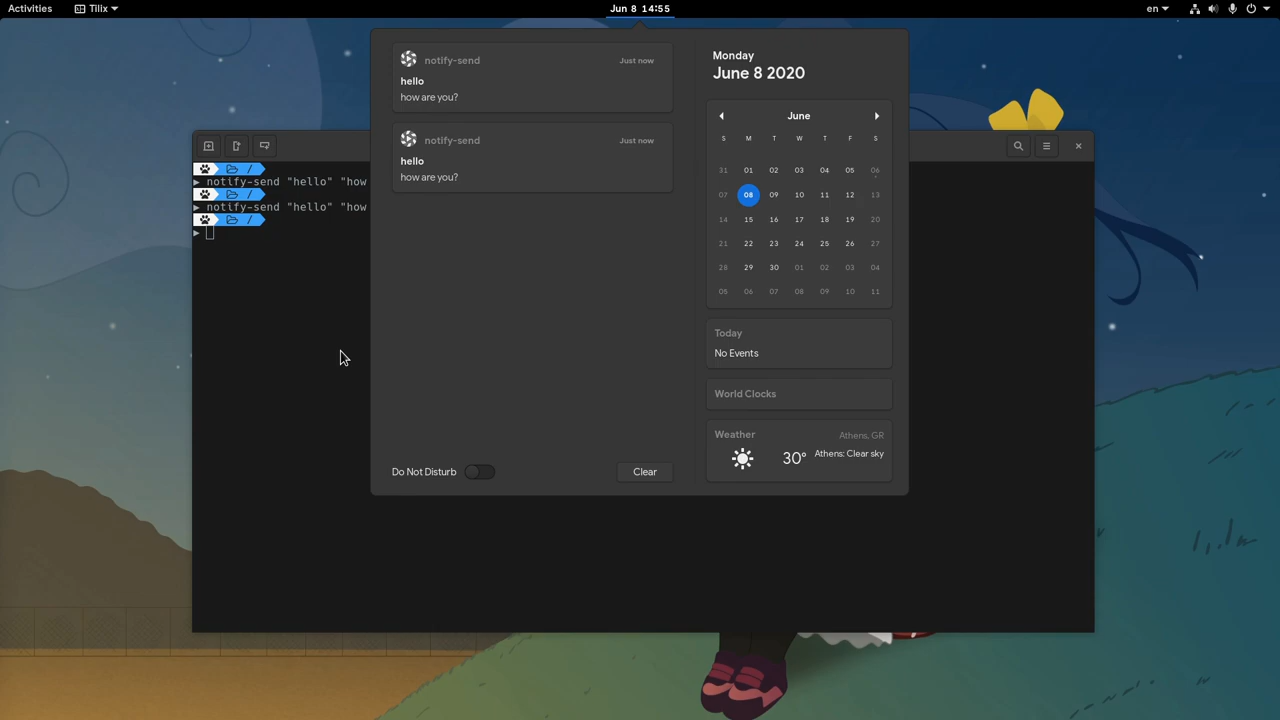 Activities
Tilix
Jun 8 14:55
en
notify-send
Just now
hello
how are you?
notify-send
Just now
hello
how are you?
Do Not Disturb
Clear
Monday
June 8 2020
June
S M T W T F S
31 01 02 03 04 05 06
07 08 09 10 11 12 13
14 15 16 17 18 19 20
21 22 23 24 25 26 27
28 29 30 01 02 03 04
05 06 07 08 09 10 11
Today
No Events
World Clocks
Weather
Athens, GR
30°
Athens: Clear sky
/
notify-send "hello" "how
/
notify-send "hello" "how
/